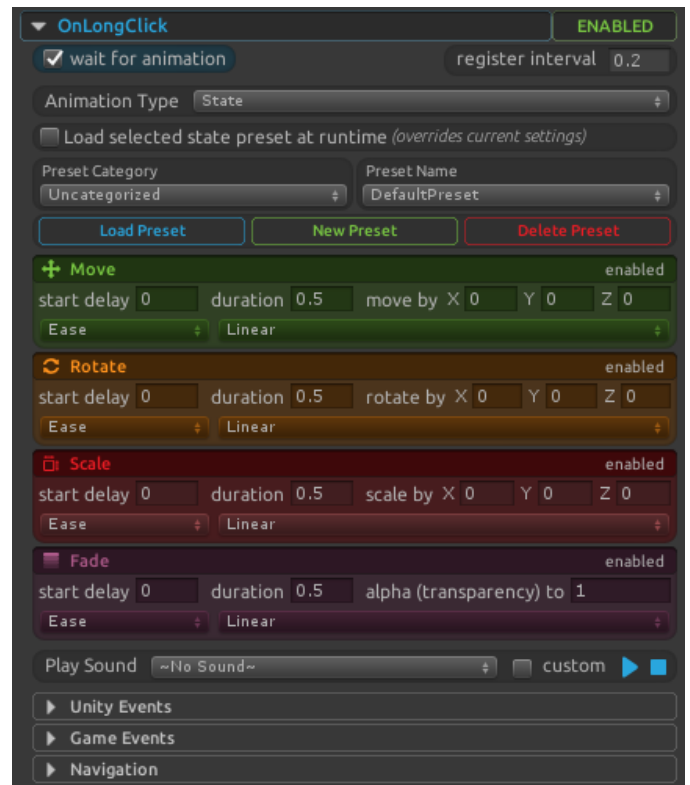 OnLongClick ENABLED
wait for animation register interval 0.2
Animation Type State
Load selected state preset at runtime (overrides current settings)
Preset Category Preset Name
Uncategorized DefaultPreset
Load Preset New Preset Delete Preset
Move enabled
start delay 0 duration 0.5 move by X 0 Y 0 Z 0
Ease Linear
Rotate enabled
start delay 0 duration 0.5 rotate by X 0 Y 0 Z 0
Ease Linear
Scale enabled
start delay 0 duration 0.5 scale by X 0 Y 0 Z 0
Ease Linear
Fade enabled
start delay 0 duration 0.5 alpha (transparency) to 1
Ease Linear
Play Sound ~No Sound~ custom
Unity Events
Game Events
Navigation